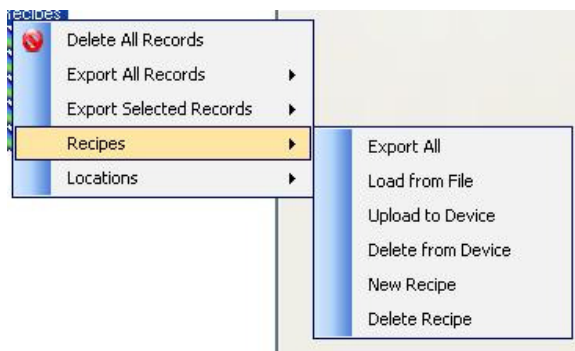 recipes
Delete All Records
Export All Records
Export Selected Records
Recipes
Locations
Export All
Load from File
Upload to Device
Delete from Device
New Recipe
Delete Recipe